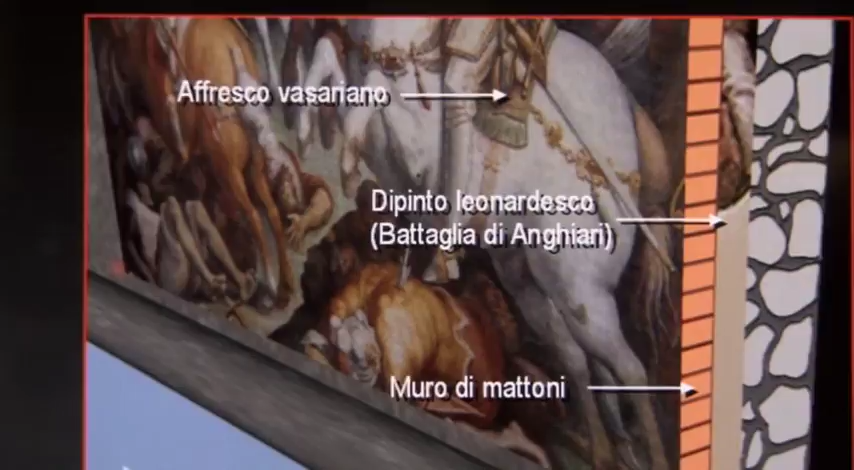 Affresco vasariano
Dipinto leonardesco
(Battaglia di Anghiari)
Muro di mattoni